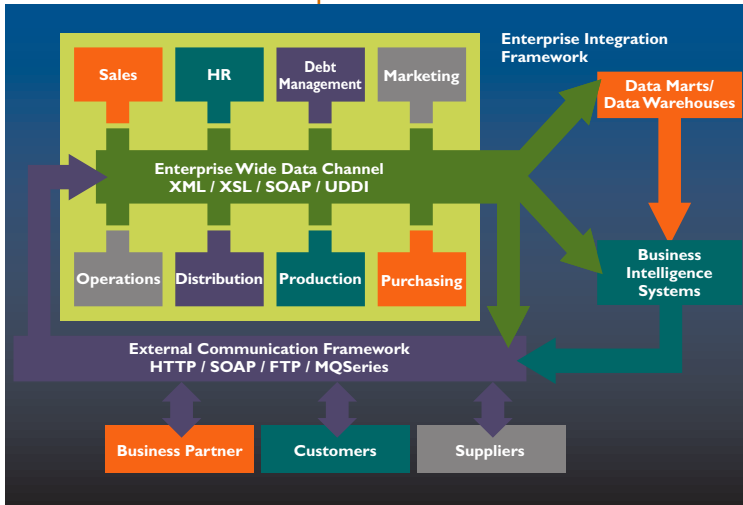 Enterprise Integration
Framework
Sales
HR
Debt
Management
Marketing
Data Marts/
Data Warehouses
Enterprise Wide Data Channel
XML / XSL / SOAP / UDDI
Operations
Distribution
Production
Purchasing
Business
Intelligence
Systems
External Communication Framework
HTTP / SOAP / FTP / MQSeries
Business Partner
Customers
Suppliers